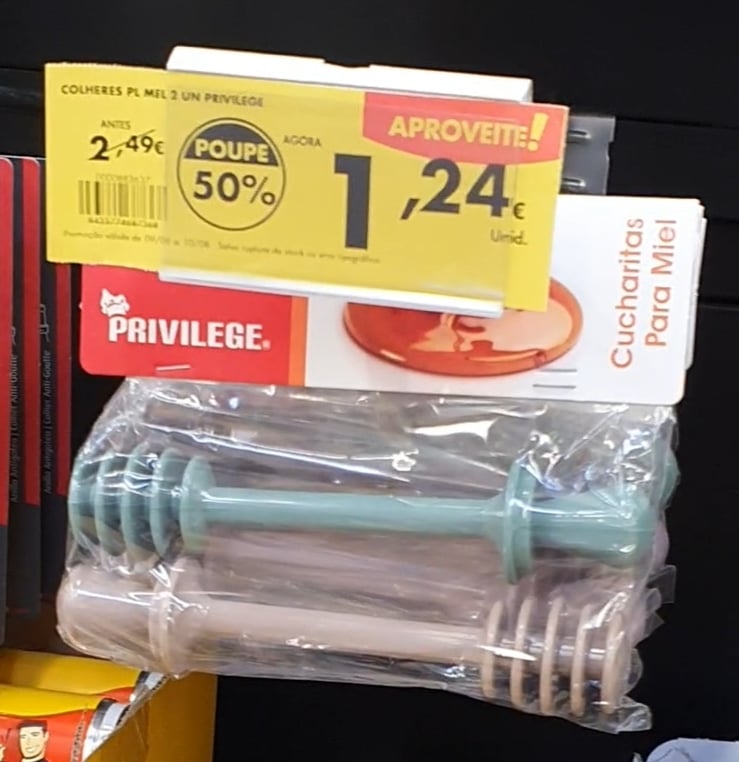 COLHERES PL MEL 2 UN PRIVILEGE
ANTES
2,49€
POUPE
50%
AGORA
APROVEITE!
1,24€
Unid.
PRIVILEGE®
Cucharitas
Para Miel